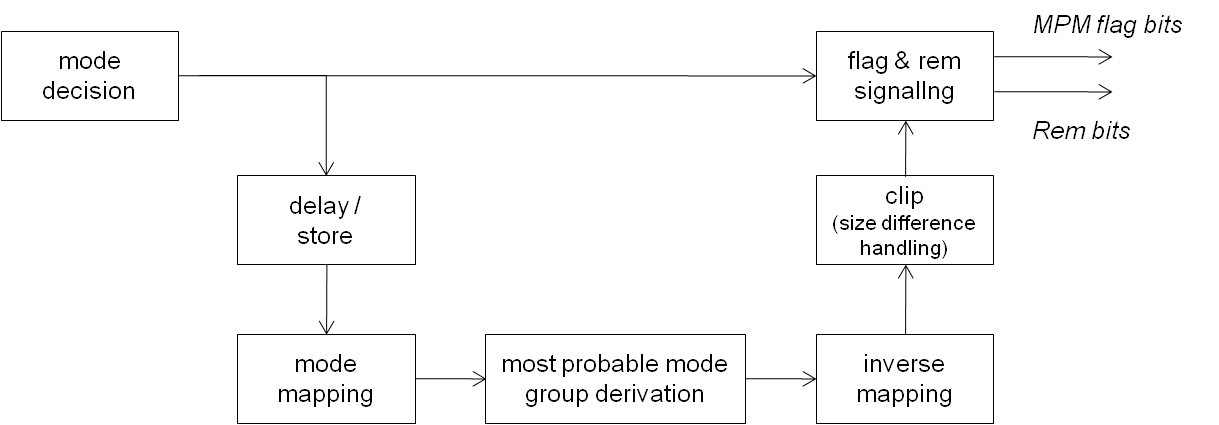 MPM flag bits
mode
decision
flag & rem
signallng
Rem bits
delay /
store
clip
(size difference
handling)
mode
mapping
most probable mode
group derivation
inverse
mapping